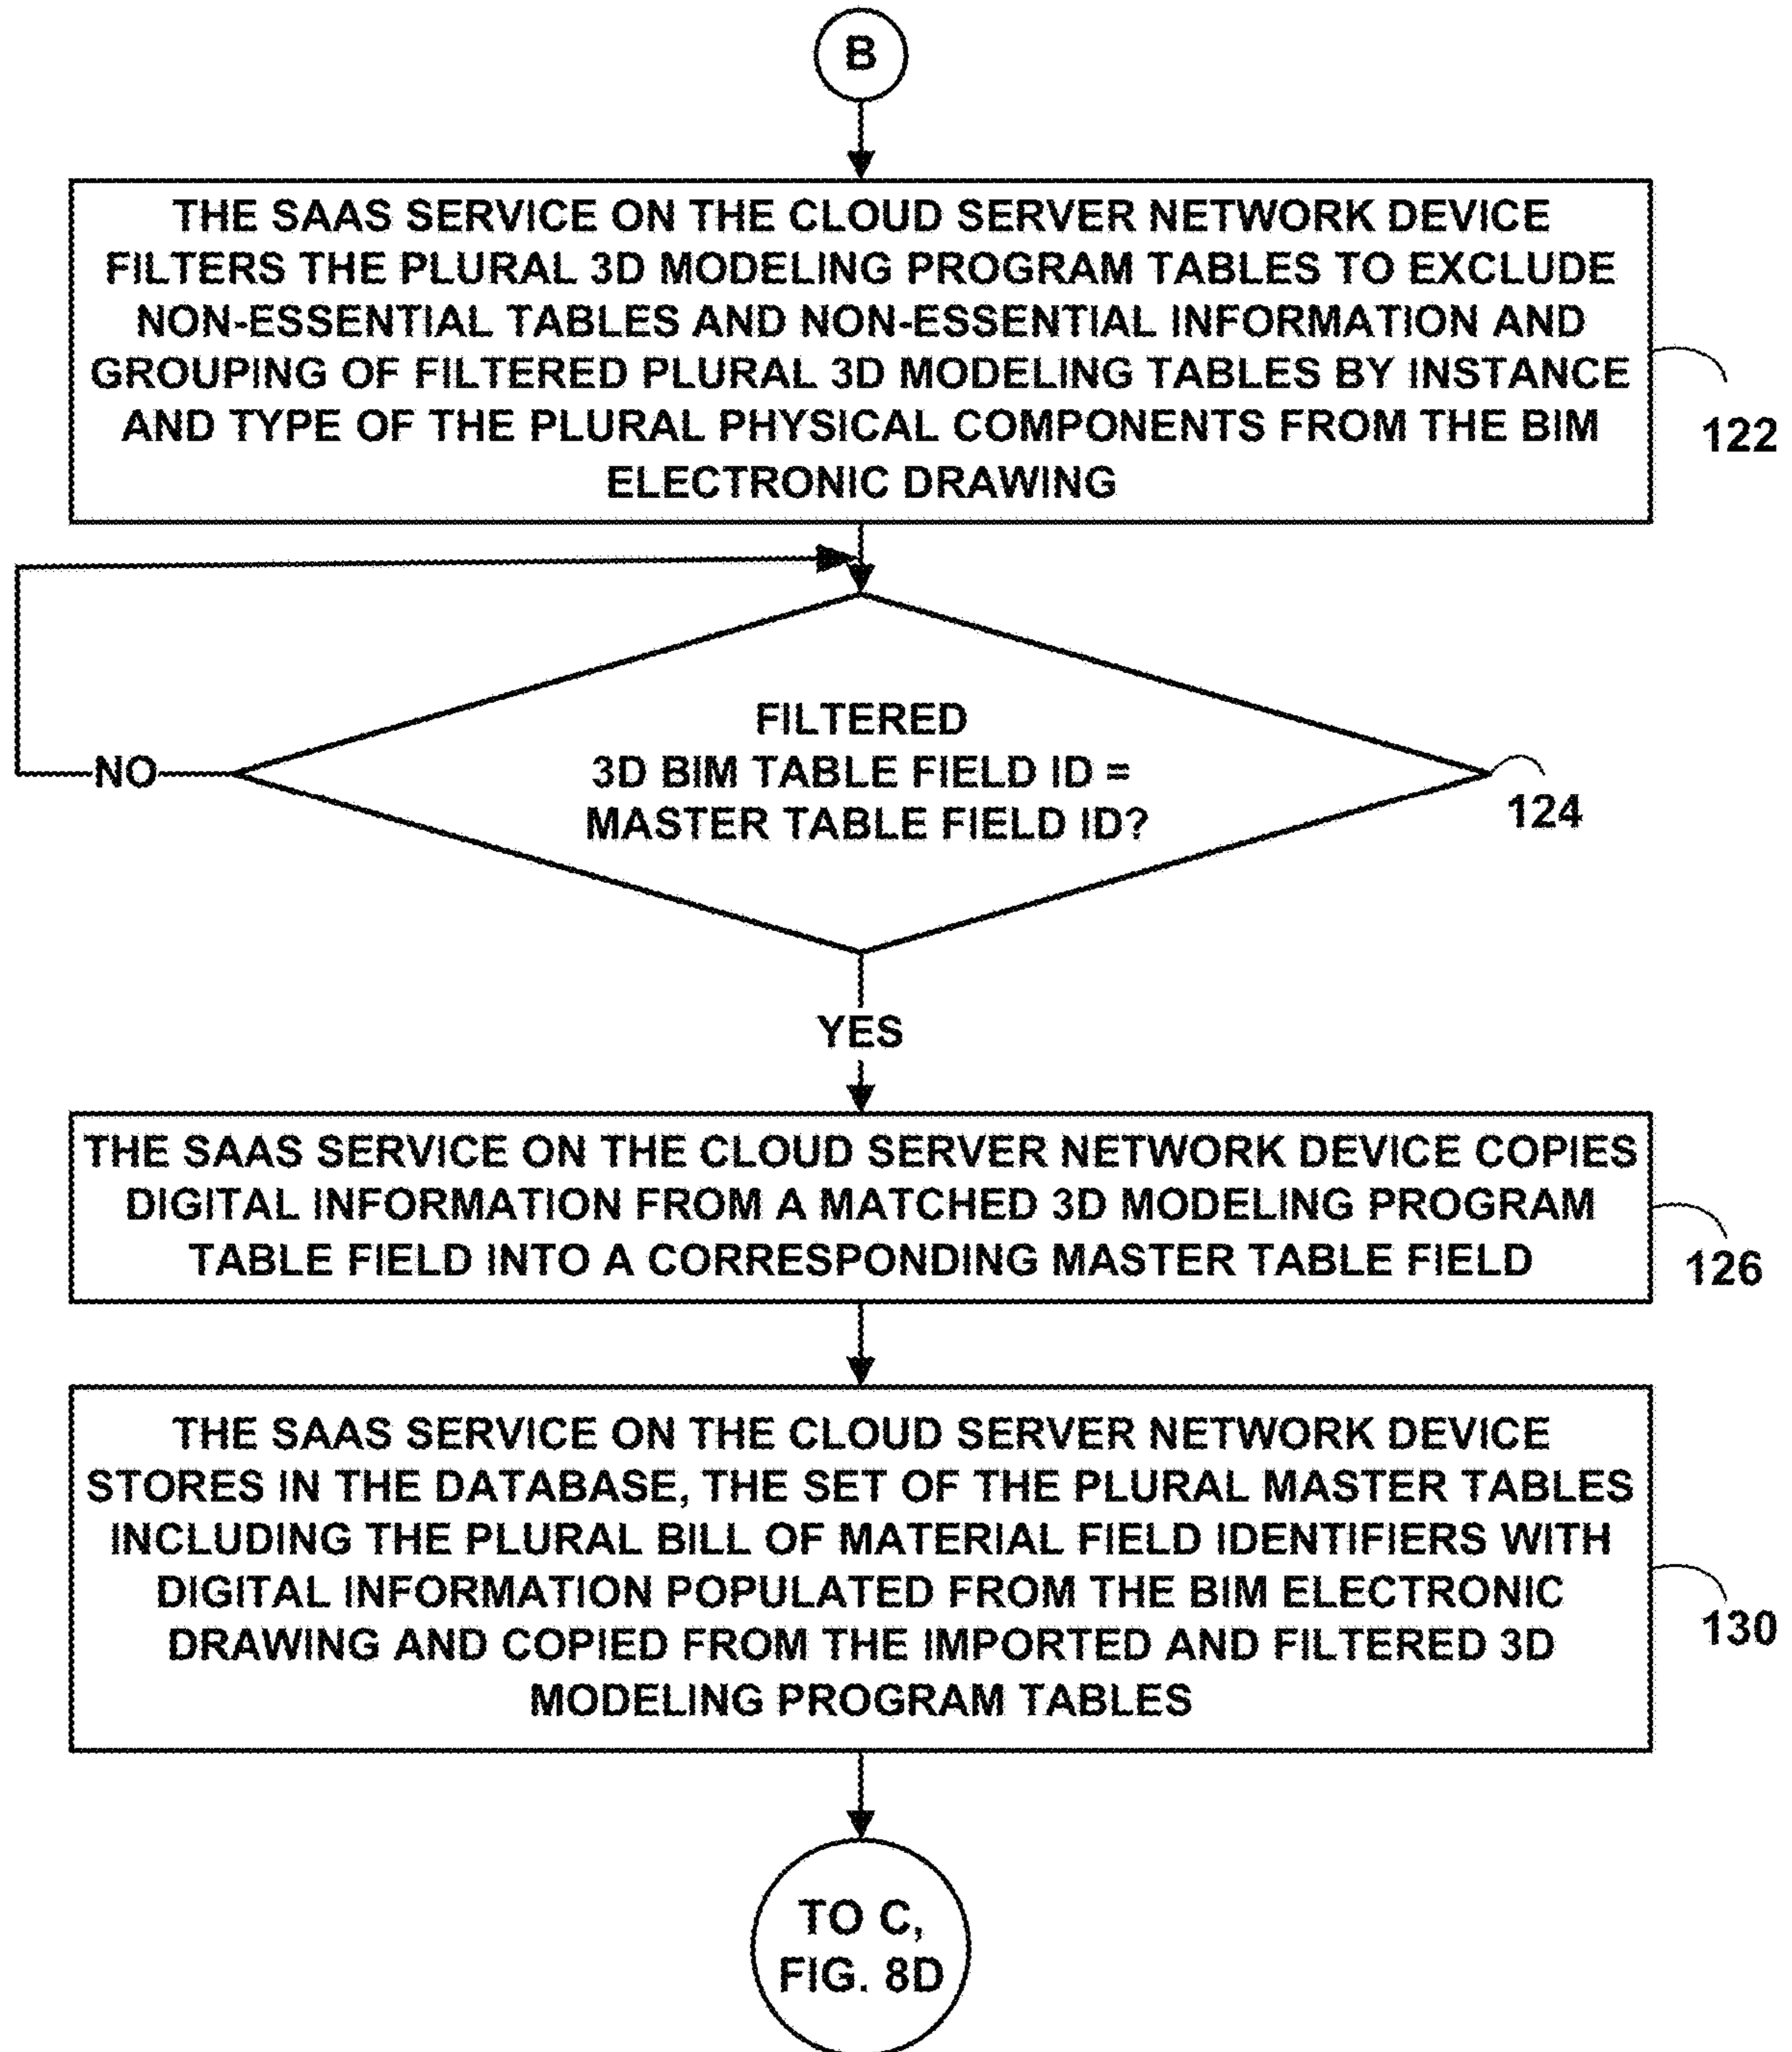 B
THE SAAS SERVICE ON THE CLOUD SERVER NETWORK DEVICE
FILTERS THE PLURAL 3D MODELING PROGRAM TABLES TO EXCLUDE
NON-ESSENTIAL TABLES AND NON-ESSENTIAL INFORMATION AND
GROUPING OF FILTERED PLURAL 3D MODELING TABLES BY INSTANCE
AND TYPE OF THE PLURAL PHYSICAL COMPONENTS FROM THE BIM
ELECTRONIC DRAWING
122
FILTERED
3D BIM TABLE FIELD ID =
MASTER TABLE FIELD ID?
NO
124
YES
THE SAAS SERVICE ON THE CLOUD SERVER NETWORK DEVICE COPIES
DIGITAL INFORMATION FROM A MATCHED 3D MODELING PROGRAM
TABLE FIELD INTO A CORRESPONDING MASTER TABLE FIELD
126
THE SAAS SERVICE ON THE CLOUD SERVER NETWORK DEVICE
STORES IN THE DATABASE, THE SET OF THE PLURAL MASTER TABLES
INCLUDING THE PLURAL BILL OF MATERIAL FIELD IDENTIFIERS WITH
DIGITAL INFORMATION POPULATED FROM THE BIM ELECTRONIC
DRAWING AND COPIED FROM THE IMPORTED AND FILTERED 3D
MODELING PROGRAM TABLES
130
TO C,
FIG. 8D